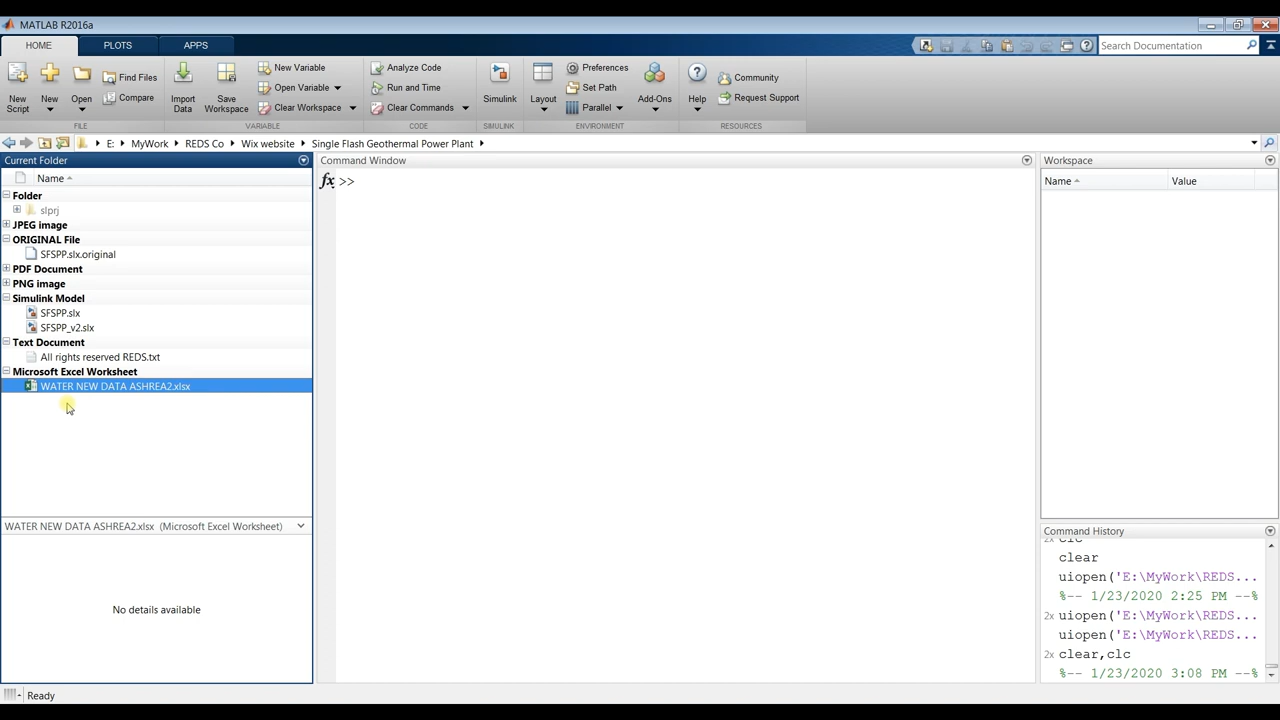 MATLAB R2016a
HOME
PLOTS
APPS
Search Documentation
New Script
New
Open
Find Files
Compare
Import Data
Save Workspace
New Variable
Open Variable
Clear Workspace
Analyze Code
Run and Time
Clear Commands
Simulink
Layout
Preferences
Set Path
Parallel
Add-Ons
Help
Community
Request Support
FILE
VARIABLE
CODE
SIMULINK
ENVIRONMENT
RESOURCES
E: MyWork REDS Co Wix website Single Flash Geothermal Power Plant
Current Folder
Name
Folder
slprj
JPEG image
ORIGINAL File
SFSPP.slx.original
PDF Document
PNG image
Simulink Model
SFSPP.slx
SFSPP_v2.slx
Text Document
All rights reserved REDS.txt
Microsoft Excel Worksheet
WATER NEW DATA ASHREA2.xlsx
WATER NEW DATA ASHREA2.xlsx (Microsoft Excel Worksheet)
No details available
Command Window
fx >>
Workspace
Name Value
Command History
2x clc
clear
uiopen('E:\MyWork\REDS...
%-- 1/23/2020 2:25 PM --%
2x uiopen('E:\MyWork\REDS...
uiopen('E:\MyWork\REDS...
2x clear,clc
%-- 1/23/2020 3:08 PM --%
Ready